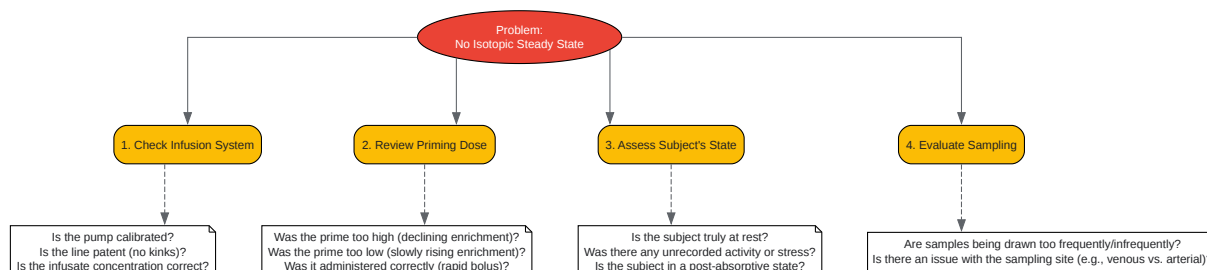 Problem:
No Isotopic Steady State
1. Check Infusion System
2. Review Priming Dose
3. Assess Subject's State
4. Evaluate Sampling
Is the pump calibrated?
Is the line patent (no kinks)?
Is the infusate concentration correct?
Was the prime too high (declining enrichment)?
Was the prime too low (slowly rising enrichment)?
Was it administered correctly (rapid bolus)?
Is the subject truly at rest?
Was there any unrecorded activity or stress?
Is the subject in a post-absorptive state?
Are samples being drawn too frequently/infrequently?
Is there an issue with the sampling site (e.g., venous vs. arterial)?